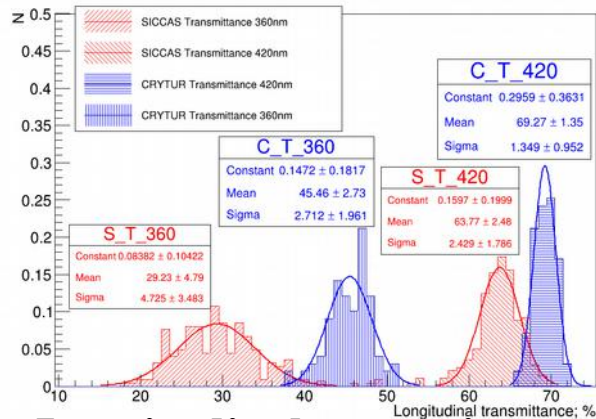 N
0.5
0.45
0.4
0.35
0.3
0.25
0.2
0.15
0.1
0.05
0
SICCAS Transmittance 360nm
SICCAS Transmittance 420nm
CRYTUR Transmittance 420nm
CRYTUR Transmittance 360nm
C_T_420
Constant 0.2959 ± 0.3631
Mean 69.27 ± 1.35
Sigma 1.349 ± 0.952
C_T_360
Constant 0.1472 ± 0.1817
Mean 45.46 ± 2.73
Sigma 2.712 ± 1.961
S_T_420
Constant 0.1597 ± 0.1999
Mean 63.77 ± 2.48
Sigma 2.429 ± 1.786
S_T_360
Constant 0.08382 ± 0.10422
Mean 29.23 ± 4.79
Sigma 4.725 ± 3.483
10 20 30 40 50 60 70
Longitudinal transmittance; %